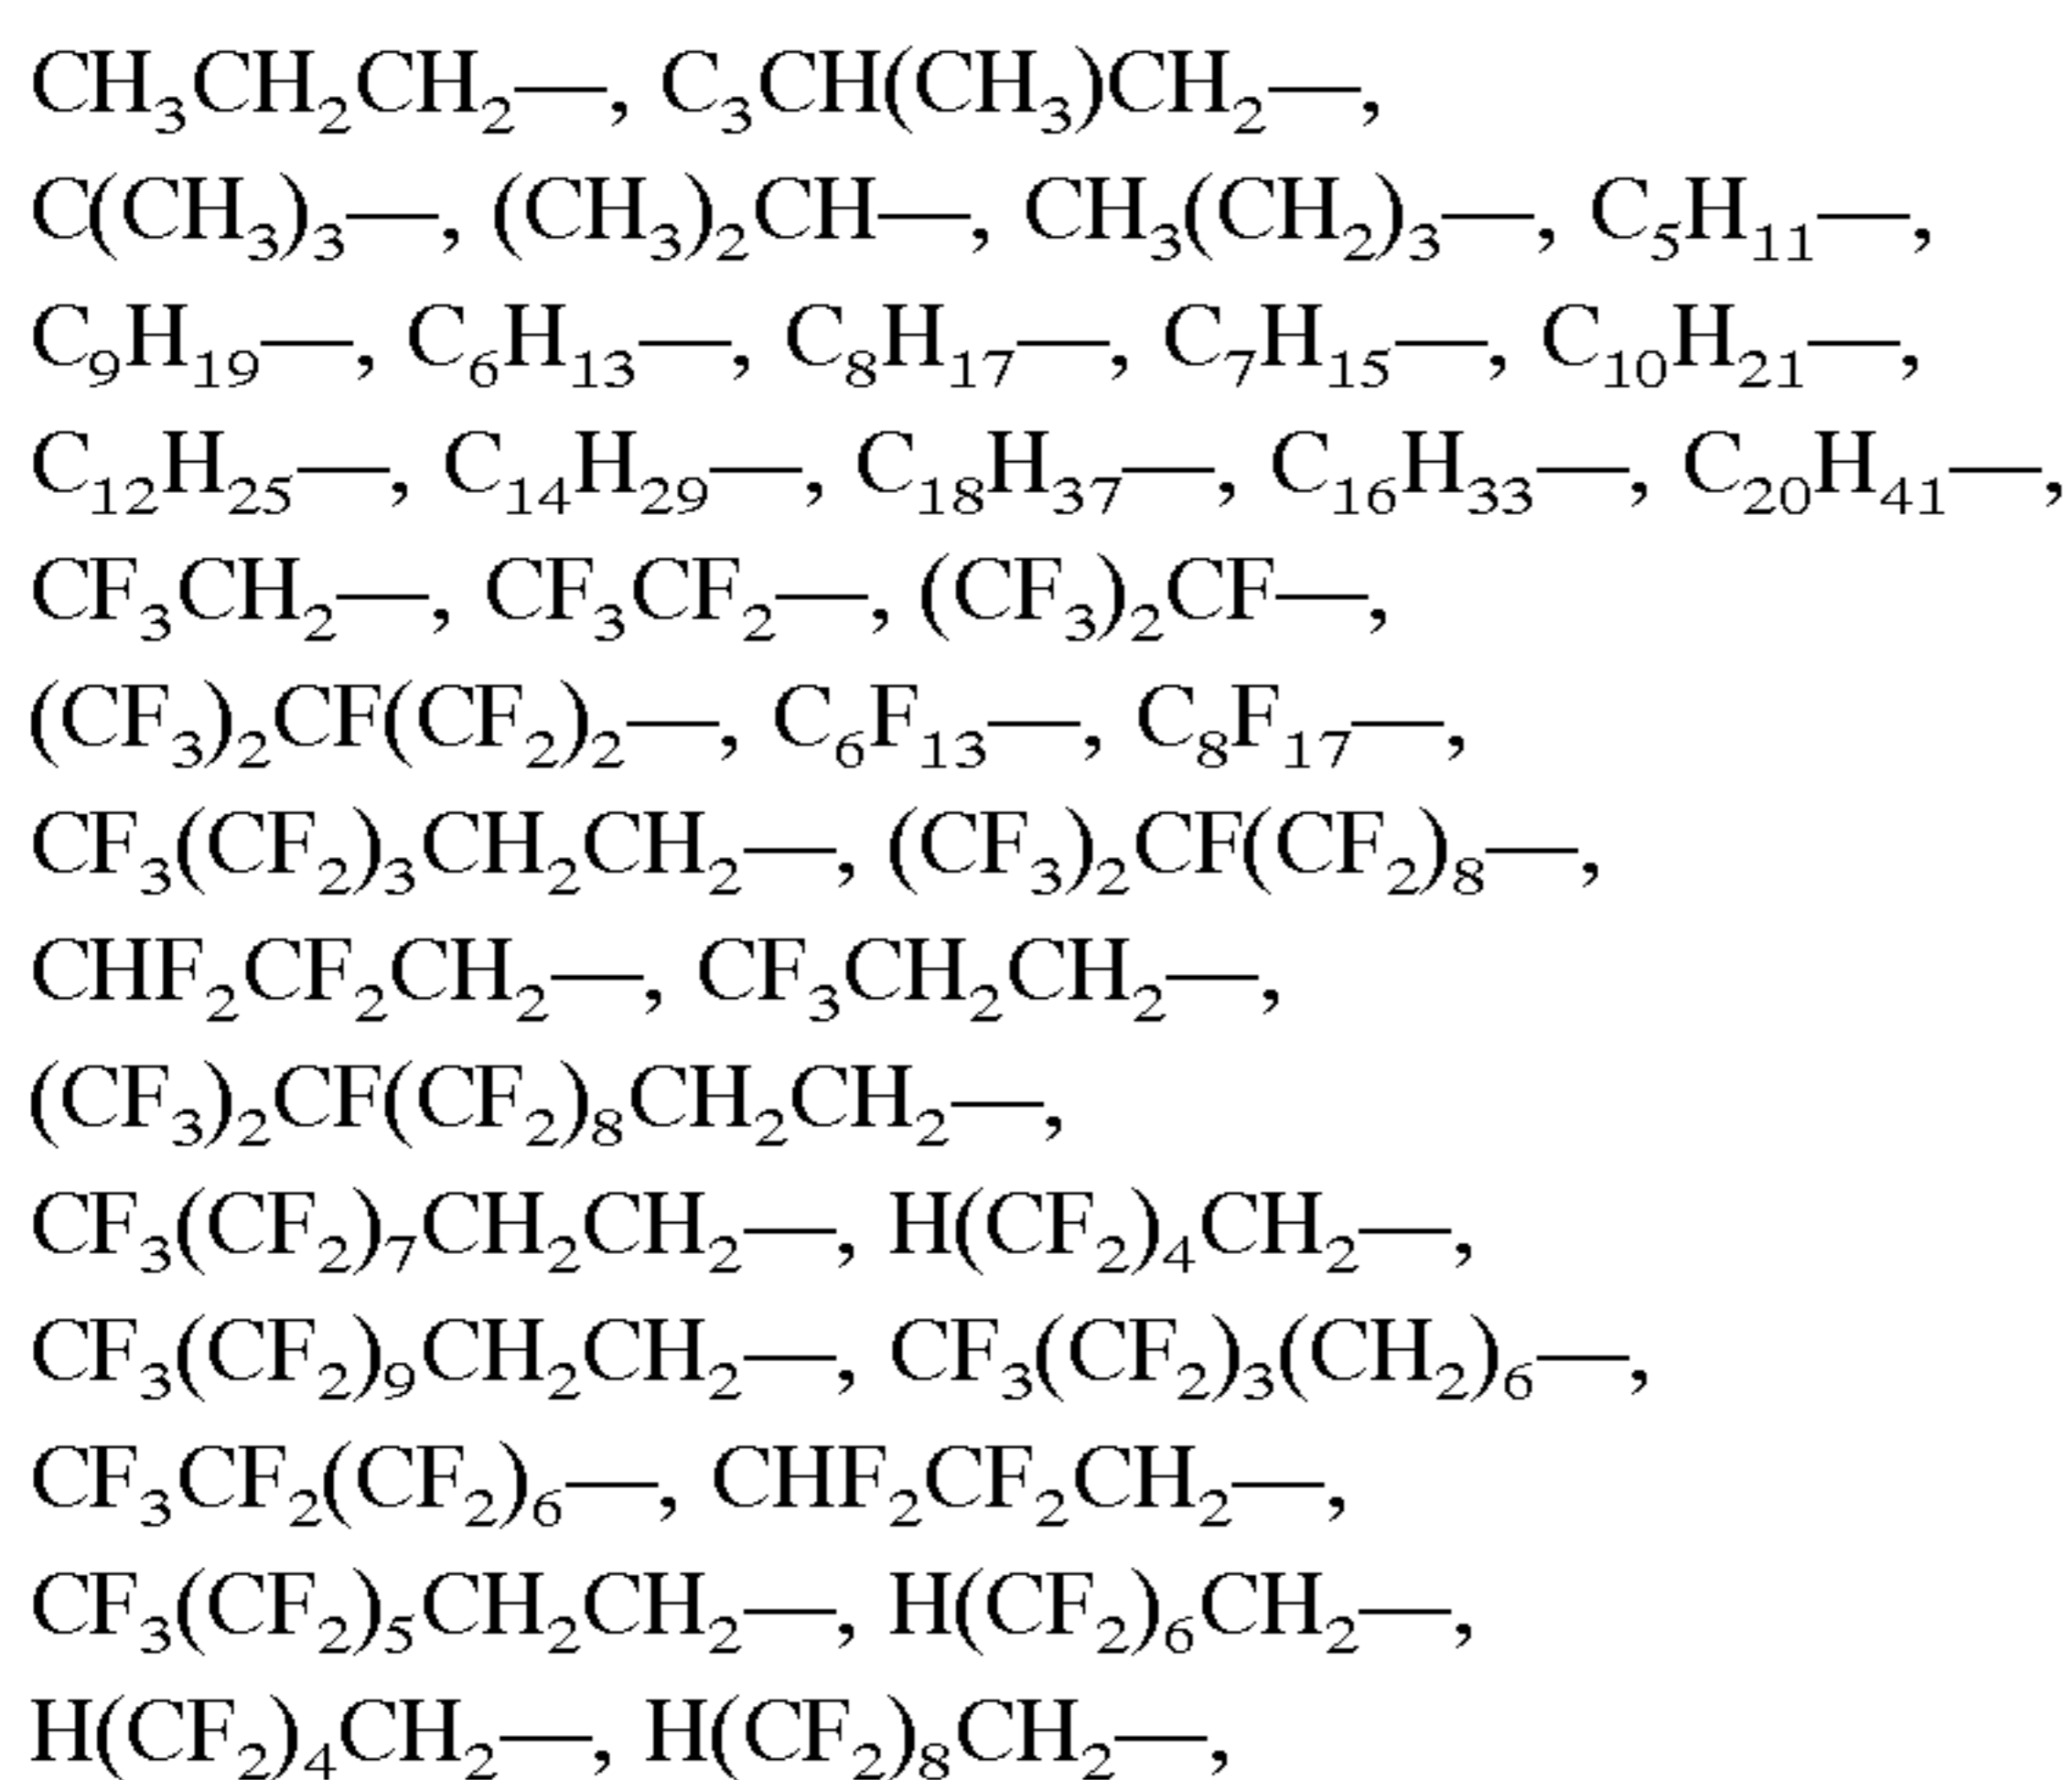 CH₃CH₂CH₂—, C₃CH(CH₃)CH₂—,
C(CH₃)₃—, (CH₃)₂CH—, CH₃(CH₂)₃—, C₅H₁₁—,
C₉H₁₉—, C₆H₁₃—, C₈H₁₇—, C₇H₁₅—, C₁₀H₂₁—,
C₁₂H₂₅—, C₁₄H₂₉—, C₁₈H₃₇—, C₁₆H₃₃—, C₂₀H₄₁—,
CF₃CH₂—, CF₃CF₂—, (CF₃)₂CF—,
(CF₃)₂CF(CF₂)₂—, C₆F₁₃—, C₈F₁₇—,
CF₃(CF₂)₃CH₂CH₂—, (CF₃)₂CF(CF₂)₈—,
CHF₂CF₂CH₂—, CF₃CH₂CH₂—,
(CF₃)₂CF(CF₂)₈CH₂CH₂—,
CF₃(CF₂)₇CH₂CH₂—, H(CF₂)₄CH₂—,
CF₃(CF₂)₉CH₂CH₂—, CF₃(CF₂)₃(CH₂)₆—,
CF₃CF₂(CF₂)₆—, CHF₂CF₂CH₂—,
CF₃(CF₂)₅CH₂CH₂—, H(CF₂)₆CH₂—,
H(CF₂)₄CH₂—, H(CF₂)₈CH₂—,